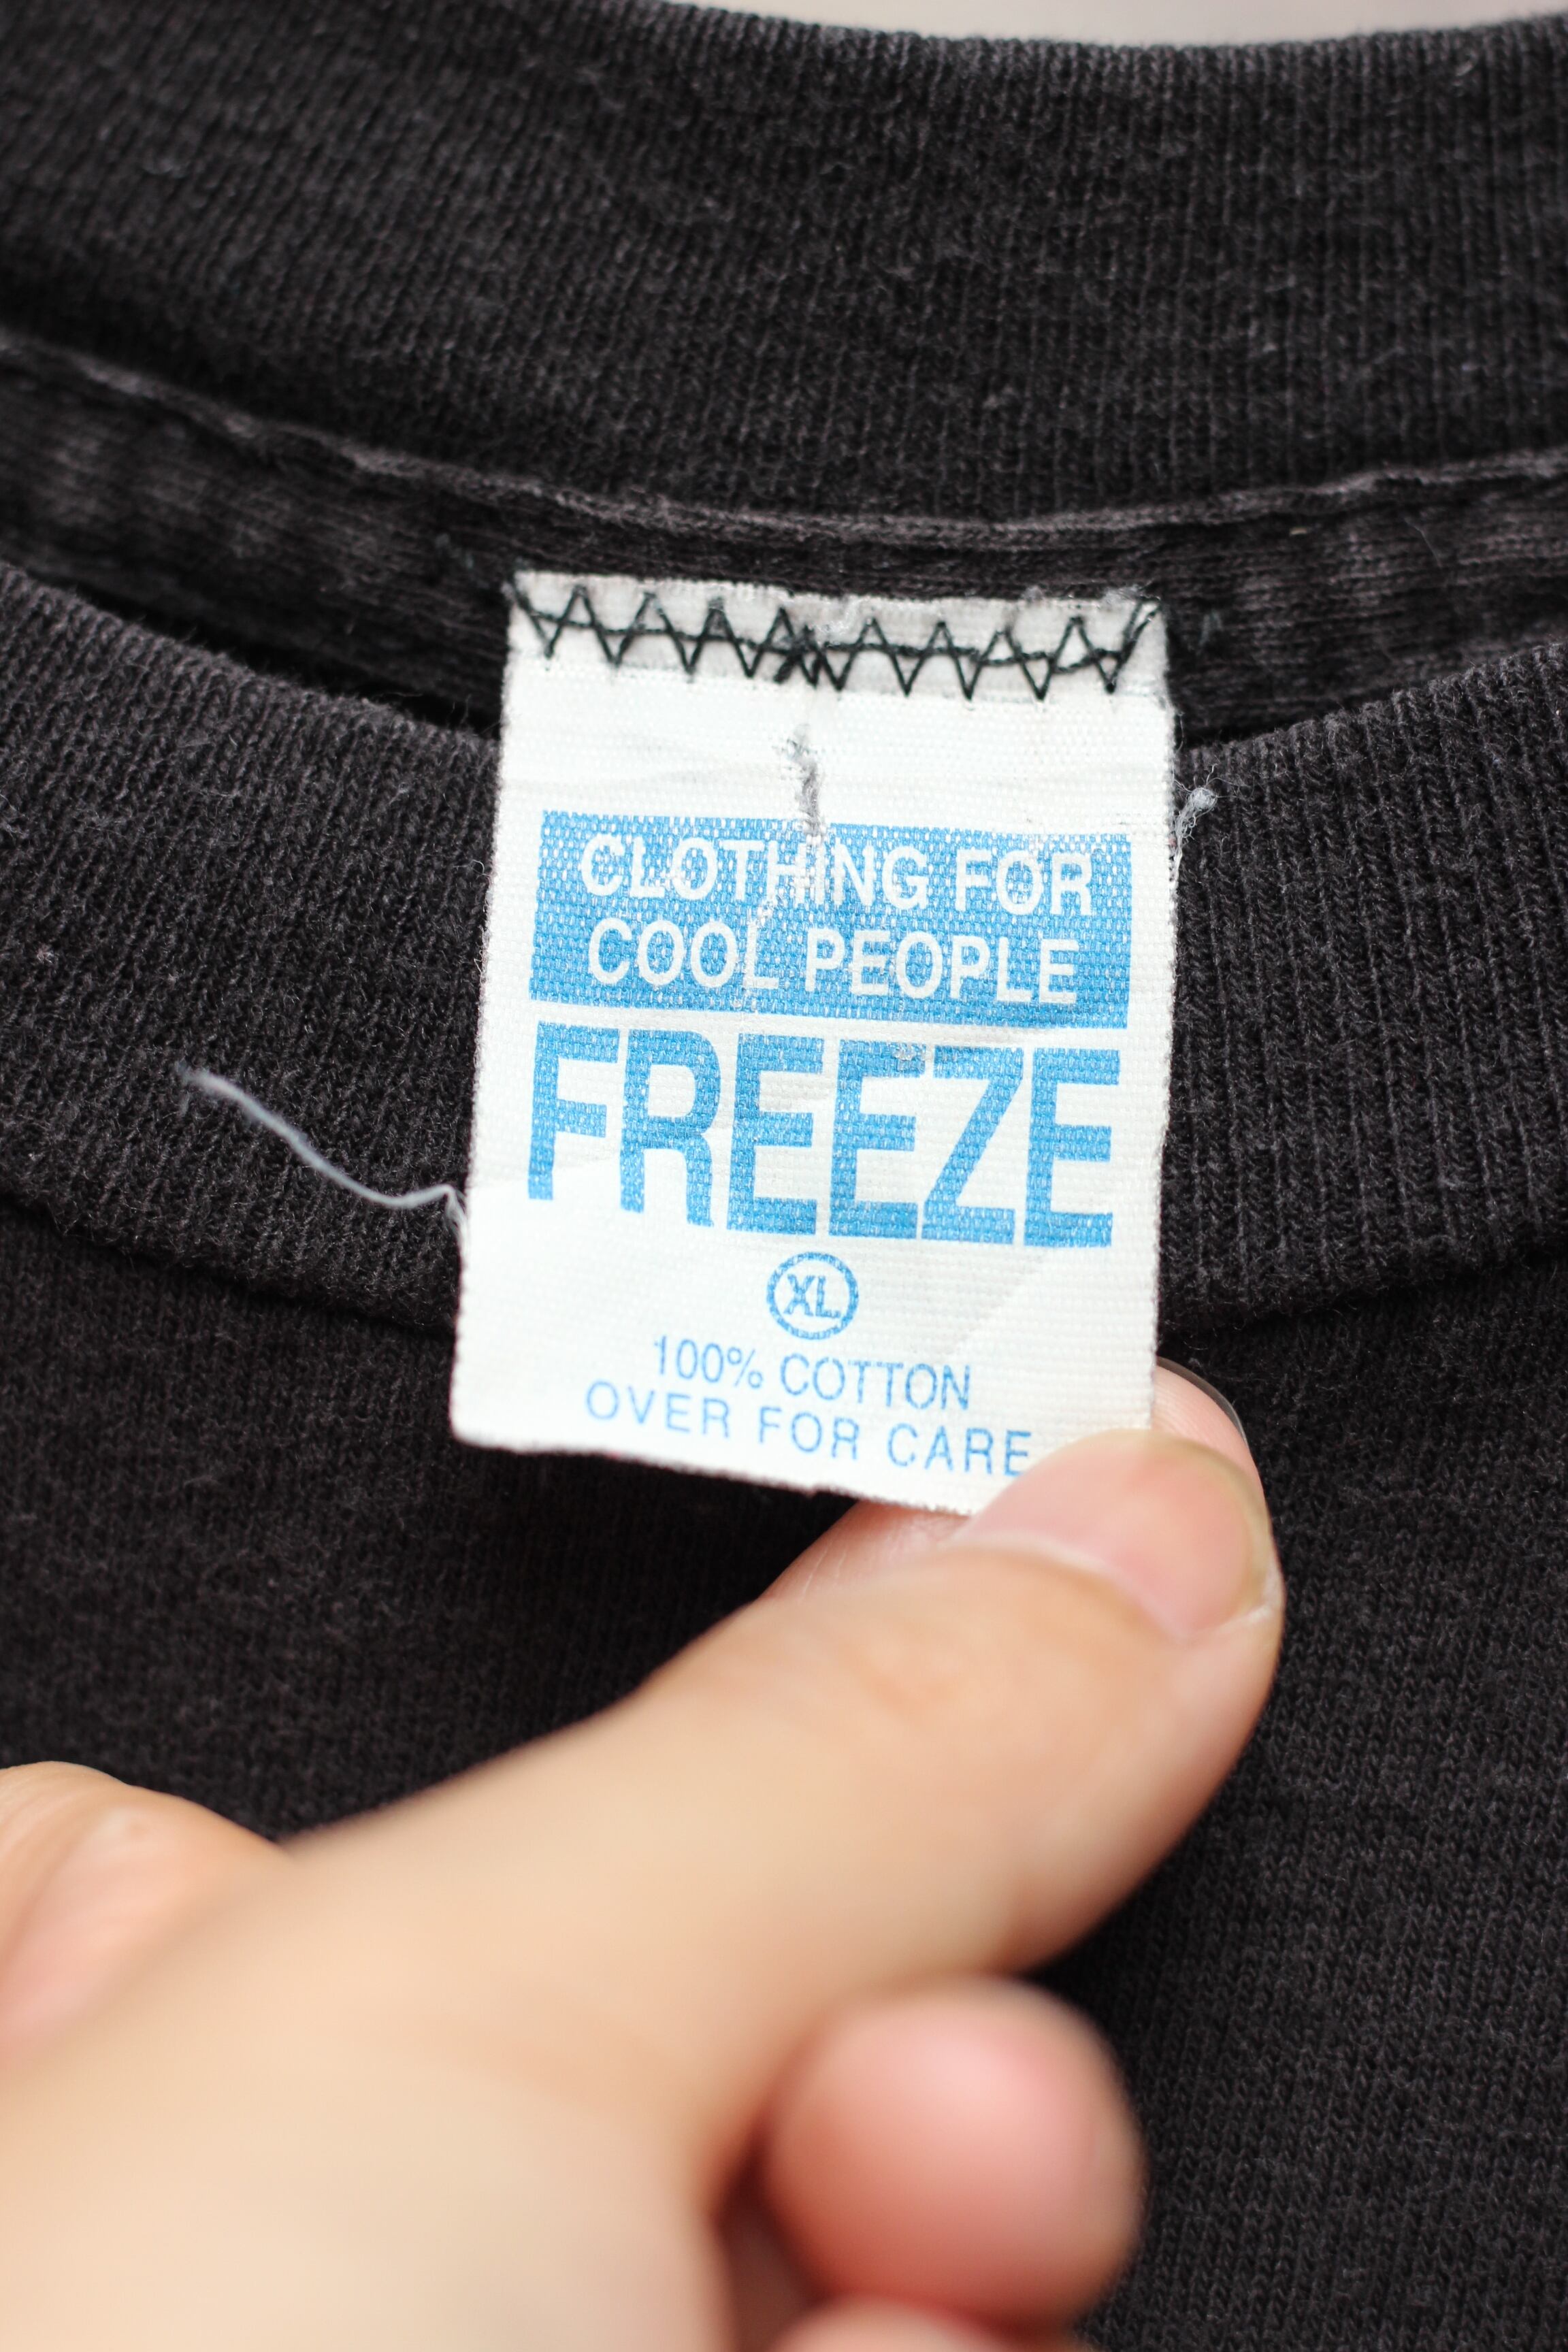 CLOTHING FOR
COOL PEOPLE
FREEZE
XL
100% COTTON
OVER FOR CARE